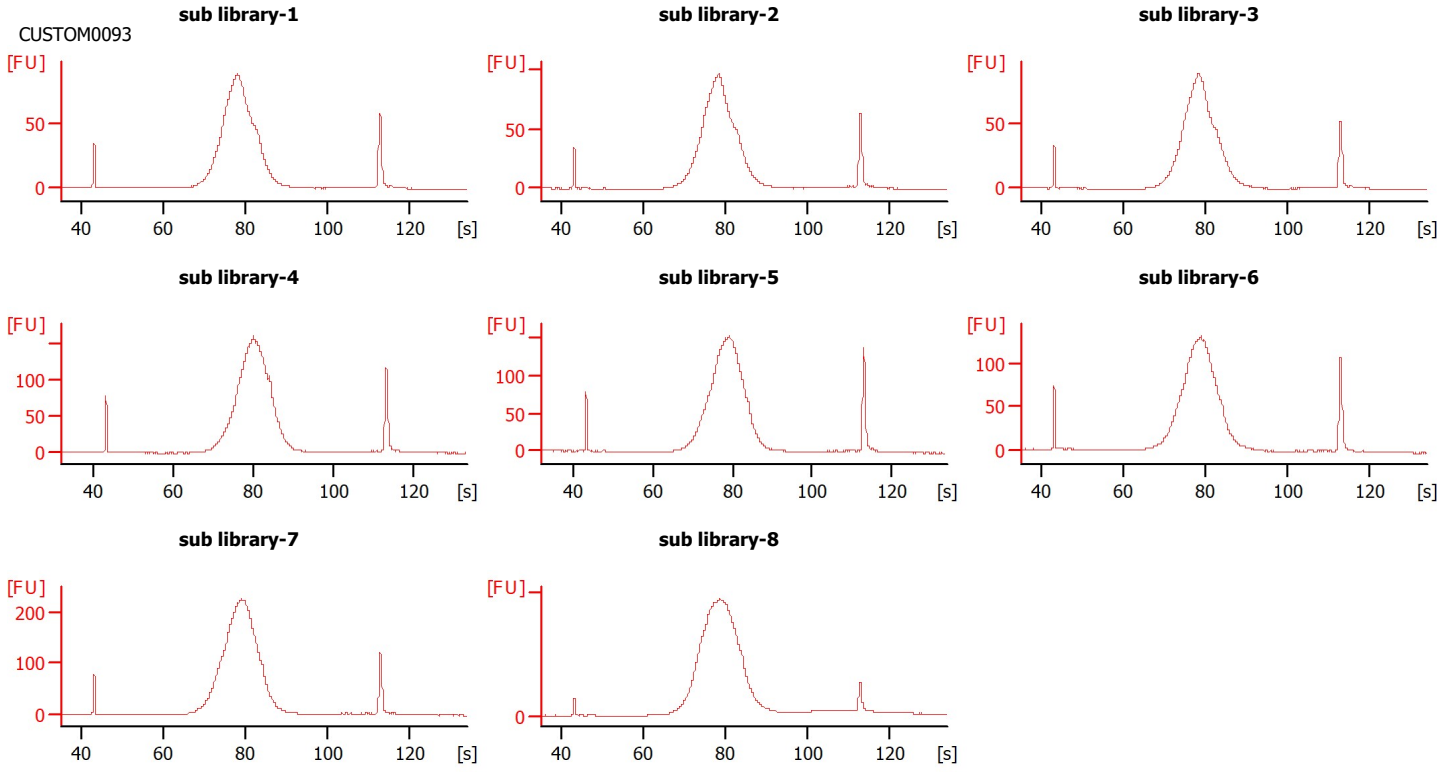 sub library-1 sub library-2 sub library-3
CUSTOM0093
[FU] [FU] [FU]
50 50 50
0 0 0
40 60 80 100 120 [s] 40 60 80 100 120 [s] 40 60 80 100 120 [s]
sub library-4 sub library-5 sub library-6
[FU] [FU] [FU]
100 100 100
50 50 50
0 0 0
40 60 80 100 120 [s] 40 60 80 100 120 [s] 40 60 80 100 120 [s]
sub library-7 sub library-8
[FU] [FU]
200
100
0 0
40 60 80 100 120 [s] 40 60 80 100 120 [s]